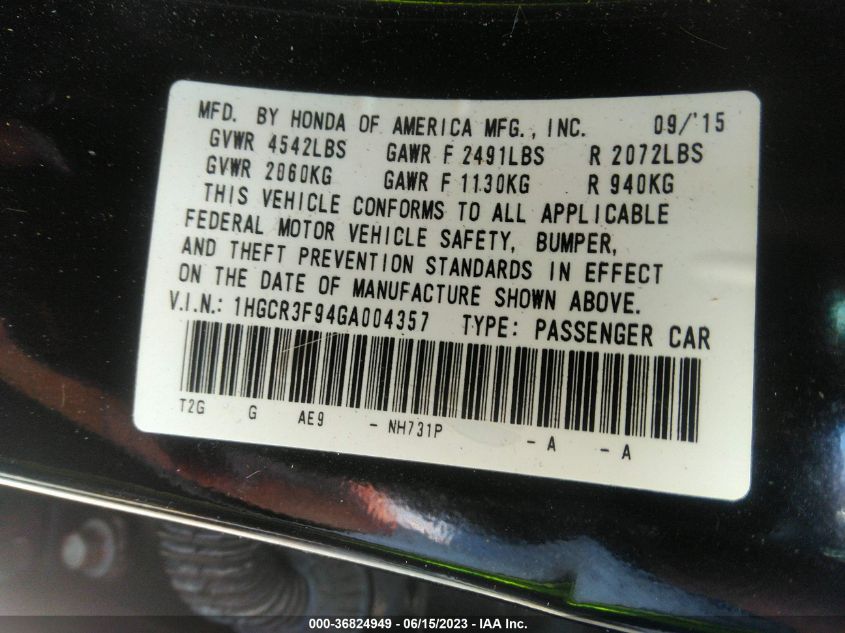 MFD. BY HONDA OF AMERICA MFG., INC. 09/'15
GVWR 4542LBS GAWR F 2491LBS R 2072LBS
GVWR 2060KG GAWR F 1130KG R 940KG
THIS VEHICLE CONFORMS TO ALL APPLICABLE
FEDERAL MOTOR VEHICLE SAFETY, BUMPER,
AND THEFT PREVENTION STANDARDS IN EFFECT
ON THE DATE OF MANUFACTURE SHOWN ABOVE.
V.I.N.: 1HGCR3F94GA004357 TYPE: PASSENGER CAR
T2G G AE9 - NH731P - A - A
000-36824949 - 06/15/2023 - IAA Inc.